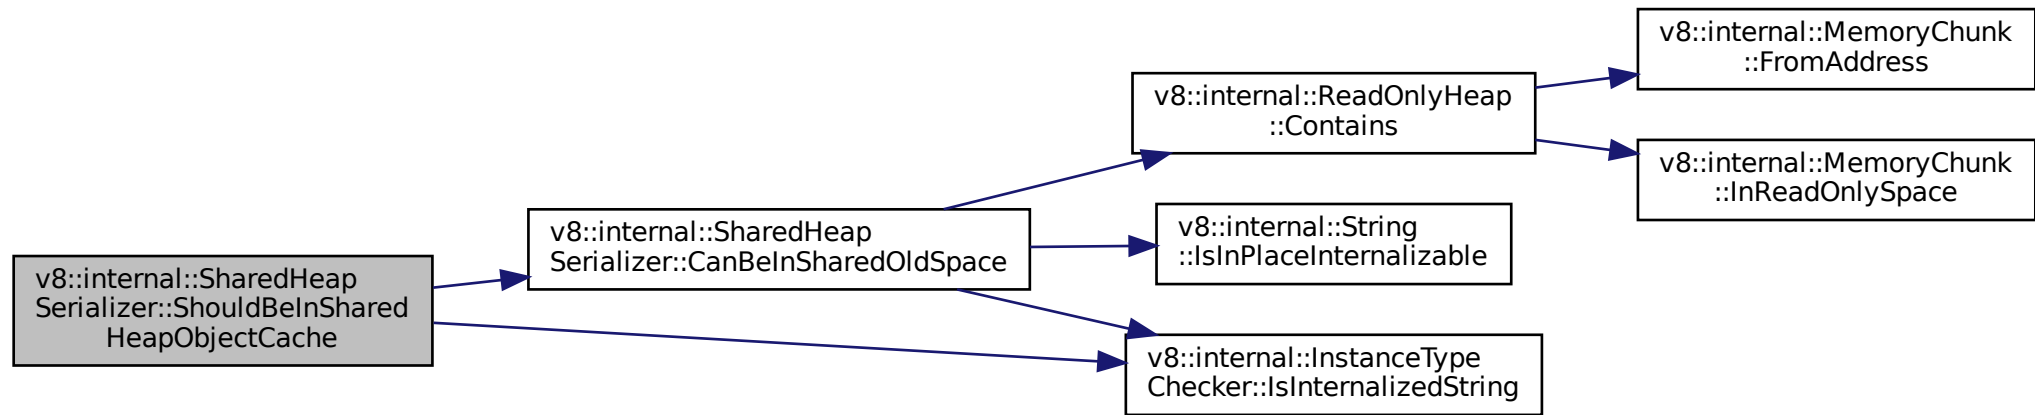 v8::internal::SharedHeap
Serializer::ShouldBeInShared
HeapObjectCache
v8::internal::SharedHeap
Serializer::CanBeInSharedOldSpace
v8::internal::ReadOnlyHeap
::Contains
v8::internal::MemoryChunk
::FromAddress
v8::internal::MemoryChunk
::InReadOnlySpace
v8::internal::String
::IsInPlaceInternalizable
v8::internal::InstanceType
Checker::IsInternalizedString